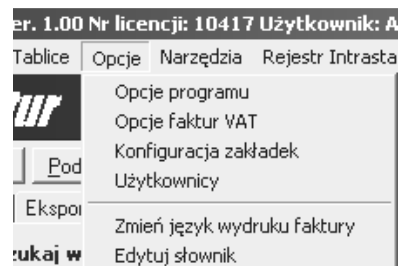 er. 1.00 Nr licencji: 10417 Użytkownik: A
Tablice Opcje Narzędzia Rejestr Intrasta
Opcje programu
Opcje faktur VAT
Pod
Konfiguracja zakładek
Użytkownicy
Ekspor
Zmień język wydruku faktury
zukaj w
Edytuj słownik